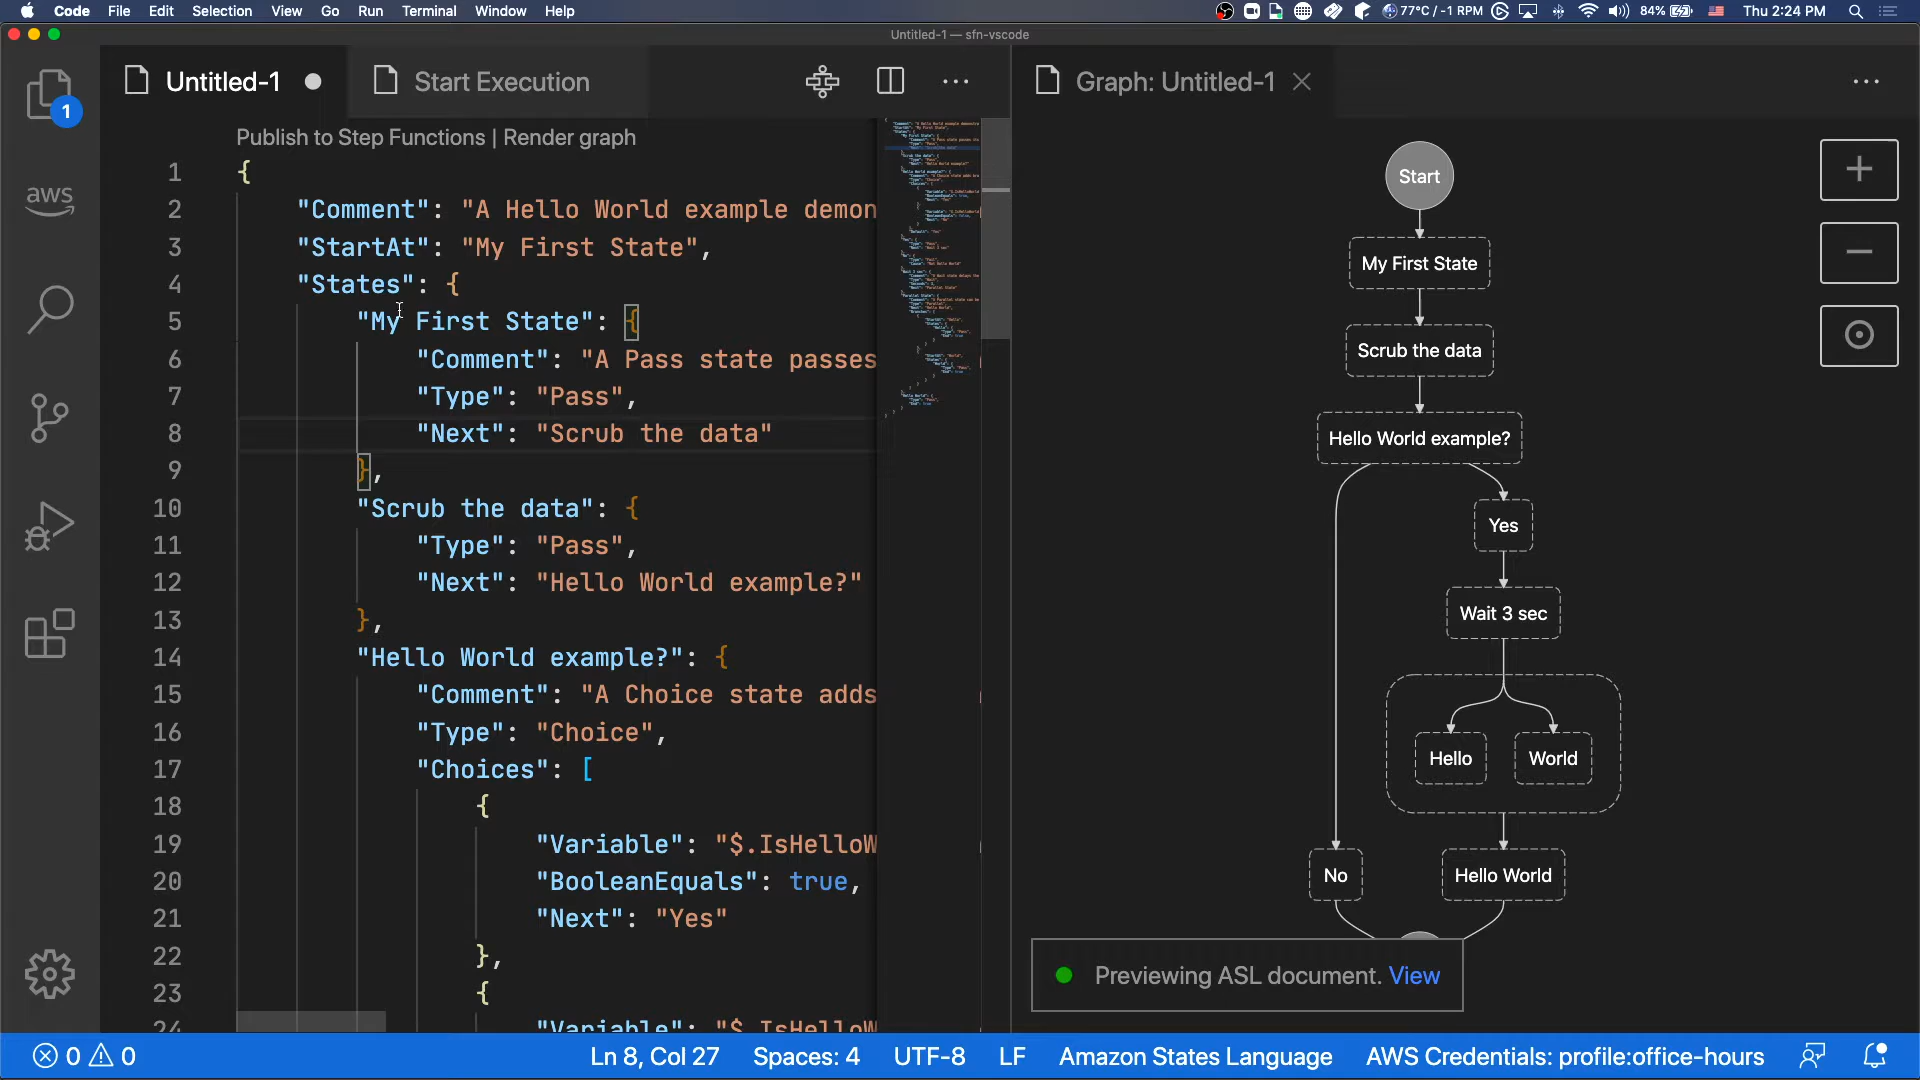 Code File Edit Selection View Go Run Terminal Window Help
77°C / -1 RPM 84% Thu 2:24 PM
Untitled-1 — sfn-vscode
Untitled-1 Start Execution
Graph: Untitled-1
Publish to Step Functions | Render graph
1 {
2 "Comment": "A Hello World example demon
3 "StartAt": "My First State",
4 "States": {
5 "My First State": {
6 "Comment": "A Pass state passes
7 "Type": "Pass",
8 "Next": "Scrub the data"
9 },
10 "Scrub the data": {
11 "Type": "Pass",
12 "Next": "Hello World example?"
13 },
14 "Hello World example?": {
15 "Comment": "A Choice state adds
16 "Type": "Choice",
17 "Choices": [
18 {
19 "Variable": "$.IsHelloW
20 "BooleanEquals": true,
21 "Next": "Yes"
22 },
23 {
24 "Variable": "$.IsHelloW
aws
1
Start
My First State
Scrub the data
Hello World example?
Yes
Wait 3 sec
Hello World
No Hello World
Previewing ASL document. View
0 0 Ln 8, Col 27 Spaces: 4 UTF-8 LF Amazon States Language AWS Credentials: profile:office-hours